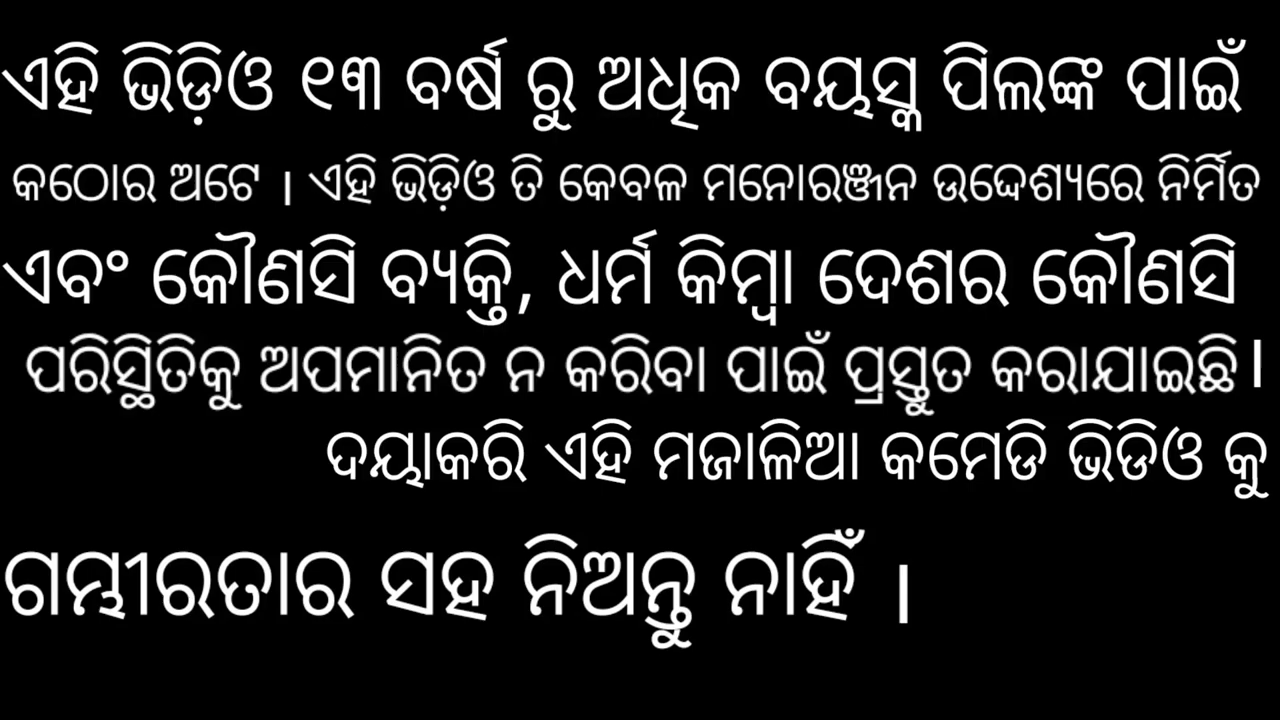 ଏହି ଭିଡ଼ିଓ ୧୩ ବର୍ଷ ରୁ ଅଧିକ ବୟସ୍କ ପିଲଙ୍କ ପାଇଁ
କଠୋର ଅଟେ । ଏହି ଭିଡ଼ିଓ ତି କେବଳ ମନୋରଞ୍ଜନ ଉଦ୍ଦେଶ୍ୟରେ ନିର୍ମିତ
ଏବଂ କୌଣସି ବ୍ୟକ୍ତି, ଧର୍ମ କିମ୍ବା ଦେଶର କୌଣସି
ପରିସ୍ଥିତିକୁ ଅପମାନିତ ନ କରିବା ପାଇଁ ପ୍ରସ୍ତୁତ କରାଯାଇଛି।
ଦୟାକରି ଏହି ମଜାଳିଆ କମେଡି ଭିଡିଓ କୁ
ଗମ୍ଭୀରତାର ସହ ନିଅନ୍ତୁ ନାହିଁ ।